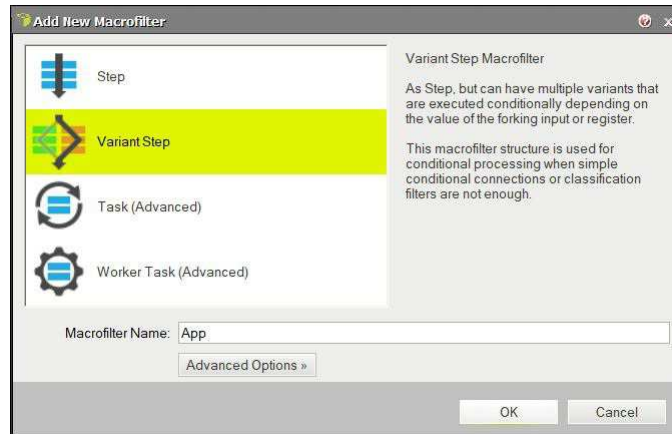 Add New Macrofilter
Step
Variant Step
Task (Advanced)
Worker Task (Advanced)
Variant Step Macrofilter
As Step, but can have multiple variants that
are executed conditionally depending on
the value of the forking input or register.
This macrofilter structure is used for
conditional processing when simple
conditional connections or classification
filters are not enough.
Macrofilter Name: App
Advanced Options »
OK Cancel